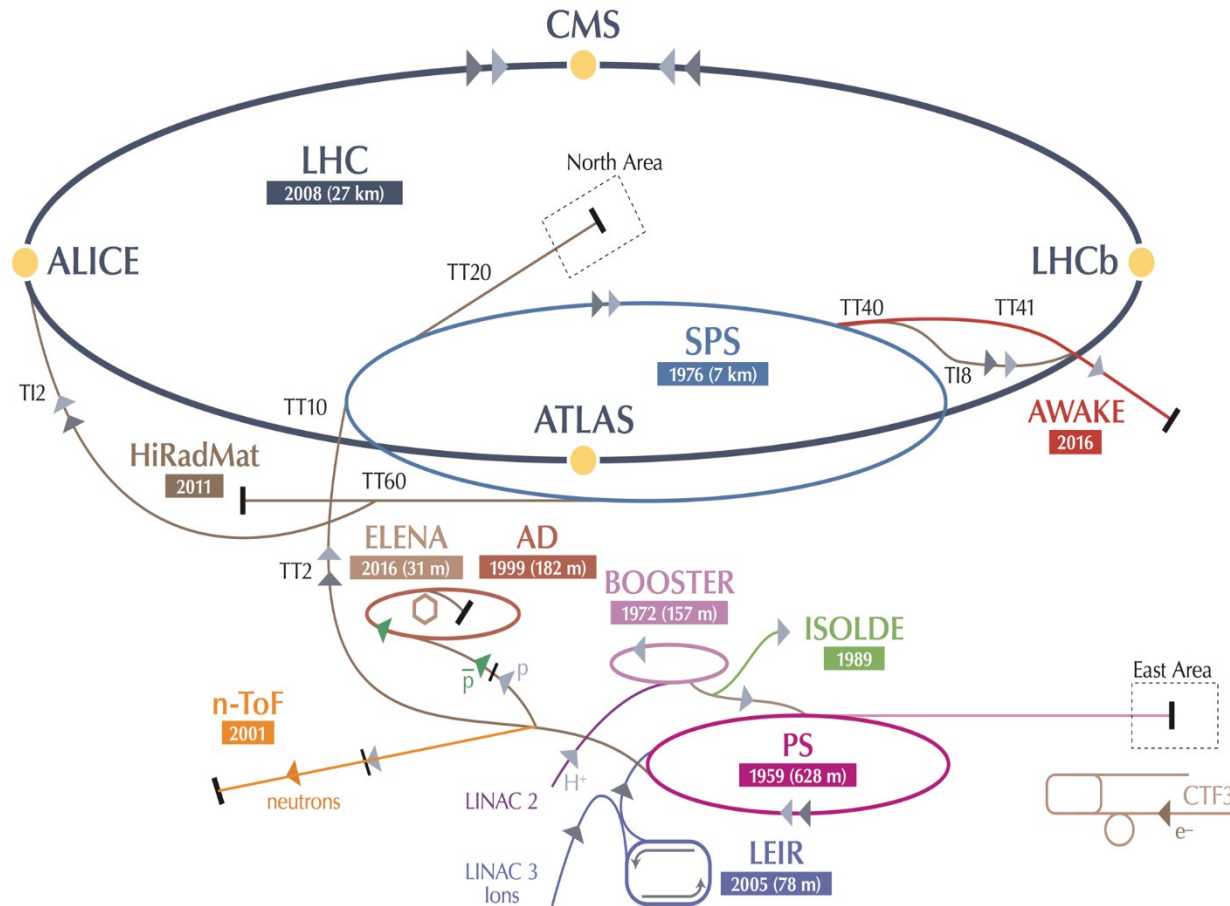 CMS
LHC
2008 (27 km)
North Area
ALICE
TT20
LHCb
TT40
TT41
SPS
1976 (7 km)
TI8
TI2
TT10
ATLAS
AWAKE
2016
HiRadMat
2011
TT60
ELENA
2016 (31 m)
AD
1999 (182 m)
TT2
BOOSTER
1972 (157 m)
ISOLDE
1989
p̅
p
East Area
n-ToF
2001
PS
1959 (628 m)
neutrons
LINAC 2
H⁺
CTF3
e–
LEIR
2005 (78 m)
LINAC 3
Ions